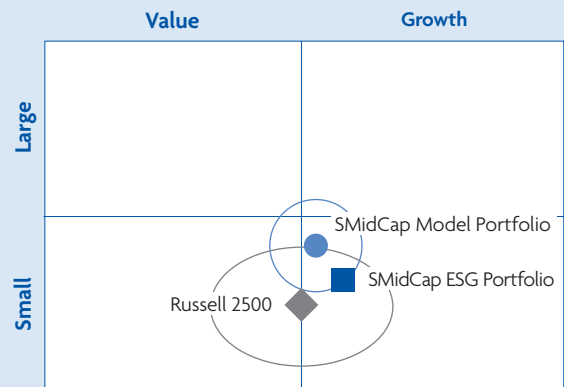 Value
Growth
Large
SMidCap Model Portfolio
SMidCap ESG Portfolio
Russell 2500
Small